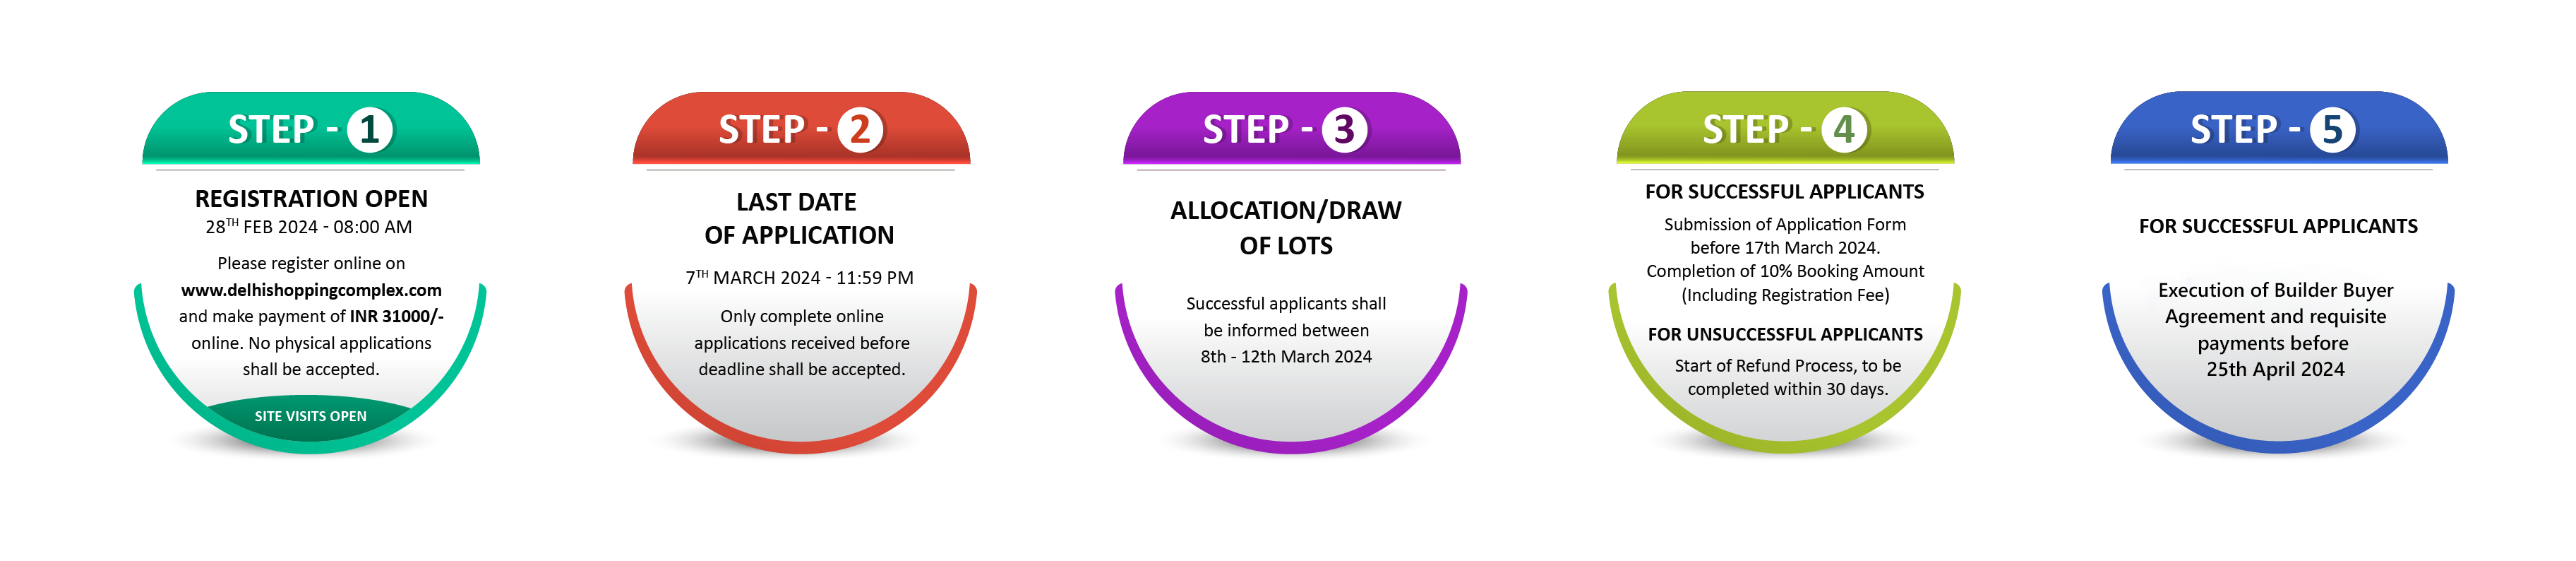 STEP - 1
REGISTRATION OPEN
28TH FEB 2024 - 08:00 AM
Please register online on
www.delhishoppingcomplex.com
and make payment of INR 31000/-
online. No physical applications
shall be accepted.
SITE VISITS OPEN
STEP - 2
LAST DATE
OF APPLICATION
7TH MARCH 2024 - 11:59 PM
Only complete online
applications received before
deadline shall be accepted.
STEP - 3
ALLOCATION/DRAW
OF LOTS
Successful applicants shall
be informed between
8th - 12th March 2024
STEP - 4
FOR SUCCESSFUL APPLICANTS
Submission of Application Form
before 17th March 2024.
Completion of 10% Booking Amount
(Including Registration Fee)
FOR UNSUCCESSFUL APPLICANTS
Start of Refund Process, to be
completed within 30 days.
STEP - 5
FOR SUCCESSFUL APPLICANTS
Execution of Builder Buyer
Agreement and requisite
payments before
25th April 2024